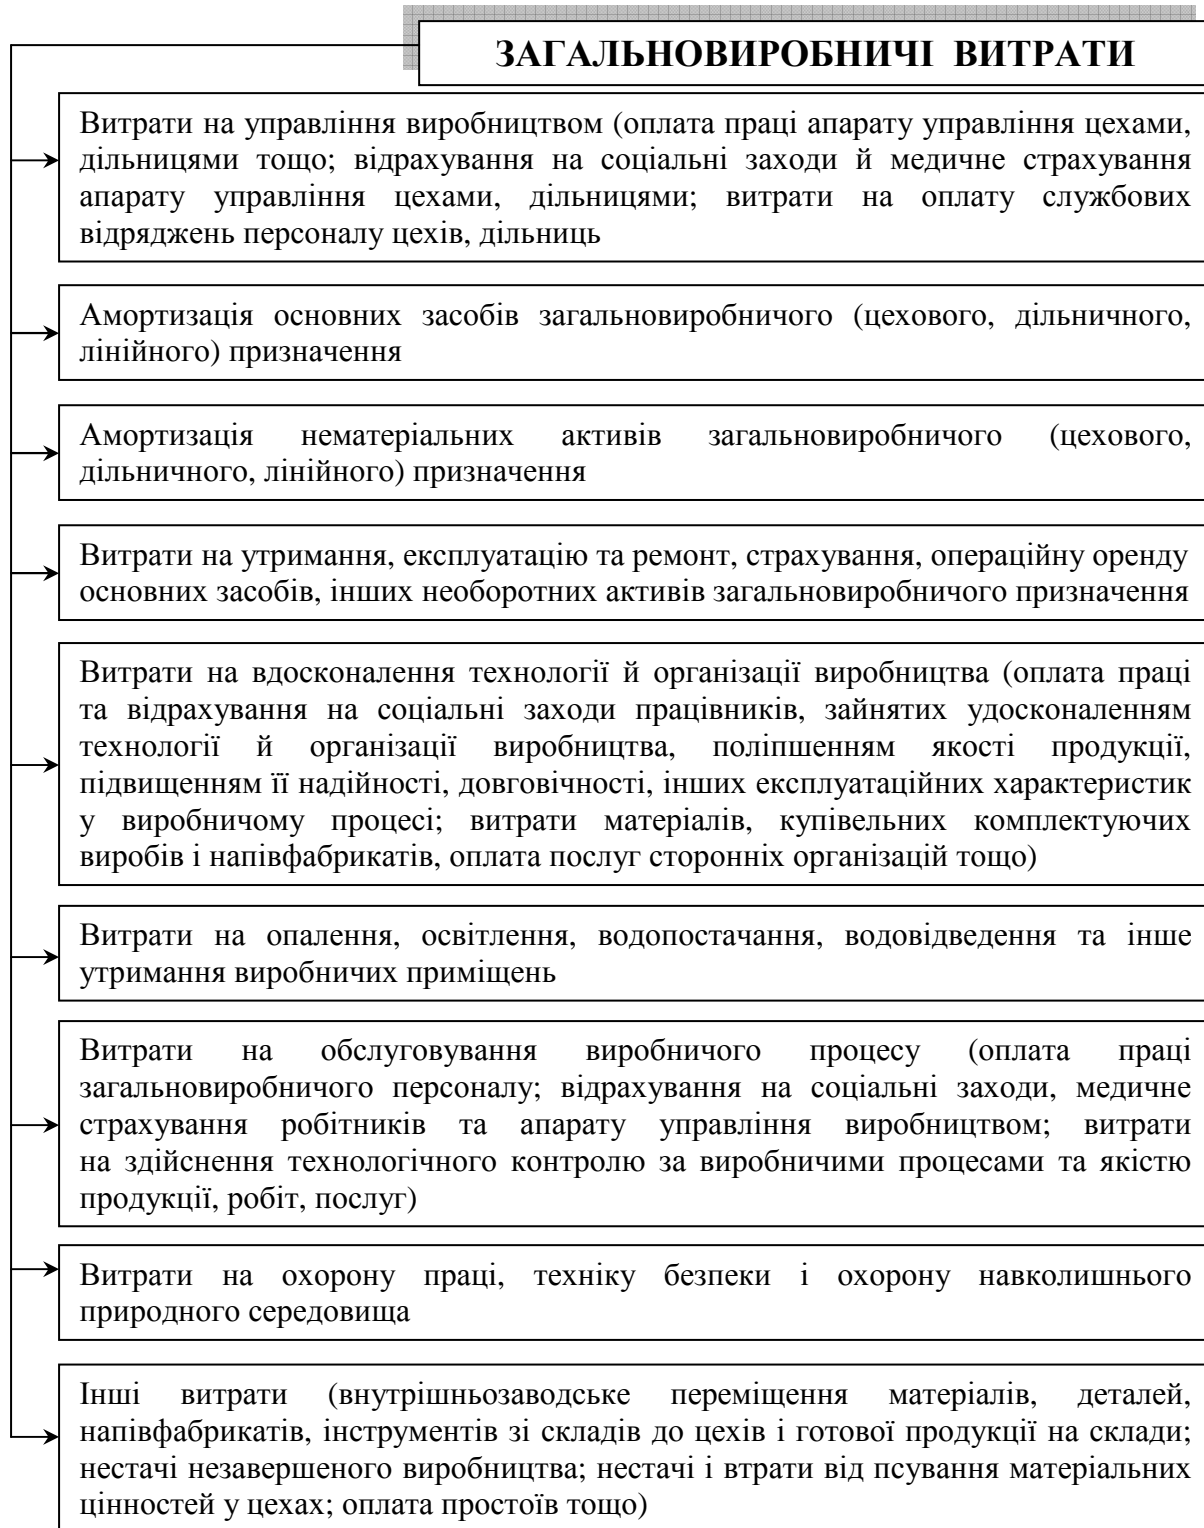 ЗАГАЛЬНОВИРОБНИЧІ ВИТРАТИ
Витрати на управління виробництвом (оплата праці апарату управління цехами,
дільницями тощо; відрахування на соціальні заходи й медичне страхування
апарату управління цехами, дільницями; витрати на оплату службових
відряджень персоналу цехів, дільниць
Амортизація основних засобів загальновиробничого (цехового, дільничного,
лінійного) призначення
Амортизація нематеріальних активів загальновиробничого (цехового,
дільничного, лінійного) призначення
Витрати на утримання, експлуатацію та ремонт, страхування, операційну оренду
основних засобів, інших необоротних активів загальновиробничого призначення
Витрати на вдосконалення технології й організації виробництва (оплата праці
та відрахування на соціальні заходи працівників, зайнятих удосконаленням
технології й організації виробництва, поліпшенням якості продукції,
підвищенням її надійності, довговічності, інших експлуатаційних характеристик
у виробничому процесі; витрати матеріалів, купівельних комплектуючих
виробів і напівфабрикатів, оплата послуг сторонніх організацій тощо)
Витрати на опалення, освітлення, водопостачання, водовідведення та інше
утримання виробничих приміщень
Витрати на обслуговування виробничого процесу (оплата праці
загальновиробничого персоналу; відрахування на соціальні заходи, медичне
страхування робітників та апарату управління виробництвом; витрати
на здійснення технологічного контролю за виробничими процесами та якістю
продукції, робіт, послуг)
Витрати на охорону праці, техніку безпеки і охорону навколишнього
природного середовища
Інші витрати (внутрішньозаводське переміщення матеріалів, деталей,
напівфабрикатів, інструментів зі складів до цехів і готової продукції на склади;
нестачі незавершеного виробництва; нестачі і втрати від псування матеріальних
цінностей у цехах; оплата простоїв тощо)